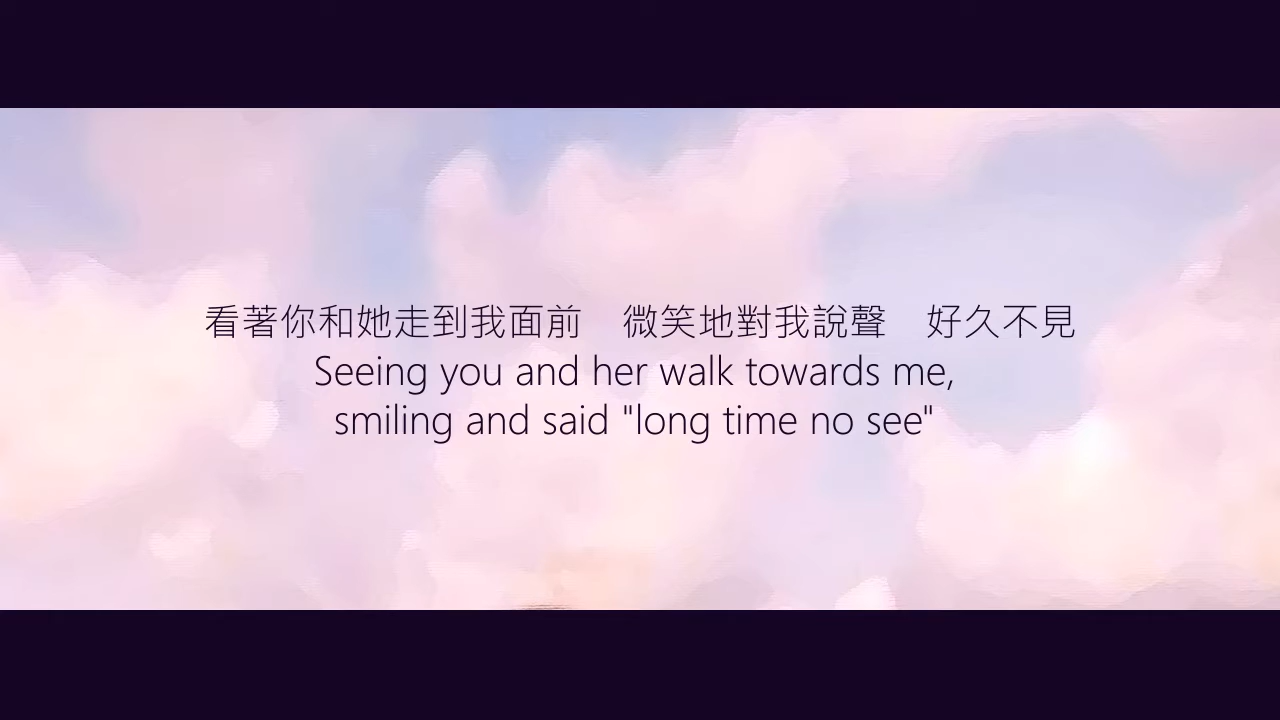 看著你和她走到我面前　微笑地對我說聲　好久不見
Seeing you and her walk towards me,
smiling and said "long time no see"